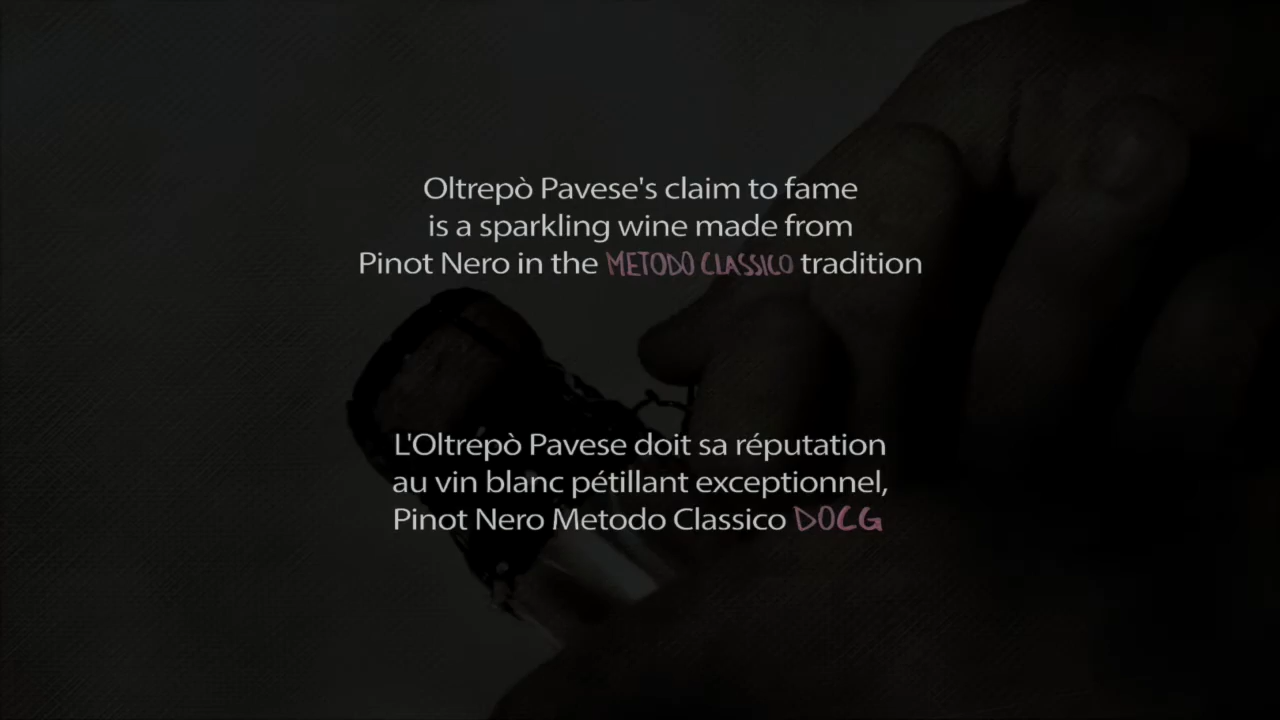 Oltrepò Pavese's claim to fame
is a sparkling wine made from
Pinot Nero in the METODO CLASSICO tradition
L'Oltrepò Pavese doit sa réputation
au vin blanc pétillant exceptionnel,
Pinot Nero Metodo Classico DOCG